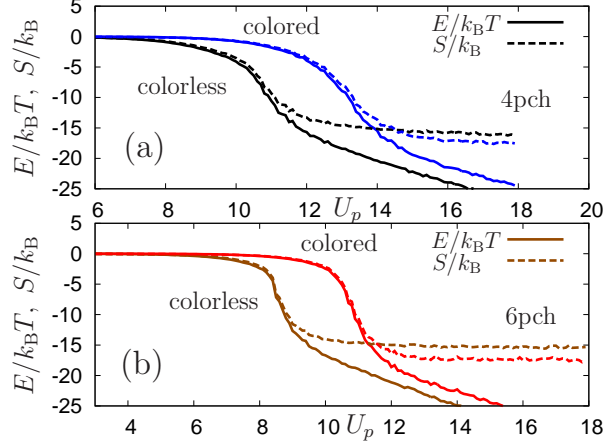 E/k_BT, S/k_B
5
0
-5
-10
-15
-20
-25
colored
colorless
E/k_BT
S/k_B
4pch
(a)
6 8 10 12 14 16 18 20
U_p
E/k_BT, S/k_B
5
0
-5
-10
-15
-20
-25
colored
colorless
E/k_BT
S/k_B
6pch
(b)
4 6 8 10 12 14 16 18
U_p